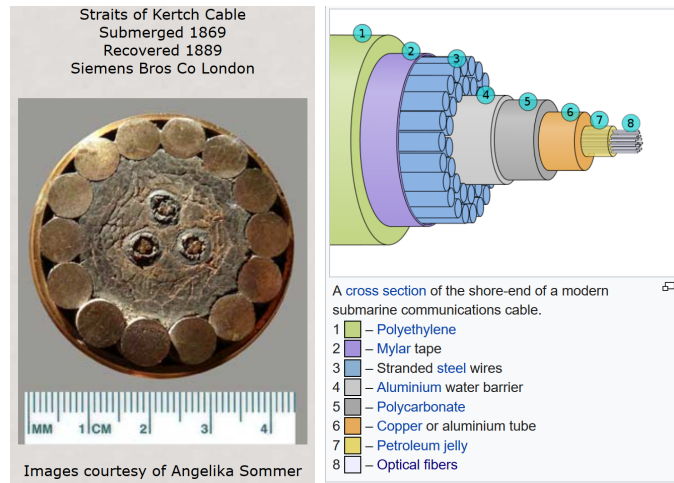 Straits of Kertch Cable
Submerged 1869
Recovered 1889
Siemens Bros Co London
MM 1 CM 2 3 4
Images courtesy of Angelika Sommer
1
2
3
4
5
6
7
8
A cross section of the shore-end of a modern
submarine communications cable.
1 – Polyethylene
2 – Mylar tape
3 – Stranded steel wires
4 – Aluminium water barrier
5 – Polycarbonate
6 – Copper or aluminium tube
7 – Petroleum jelly
8 – Optical fibers